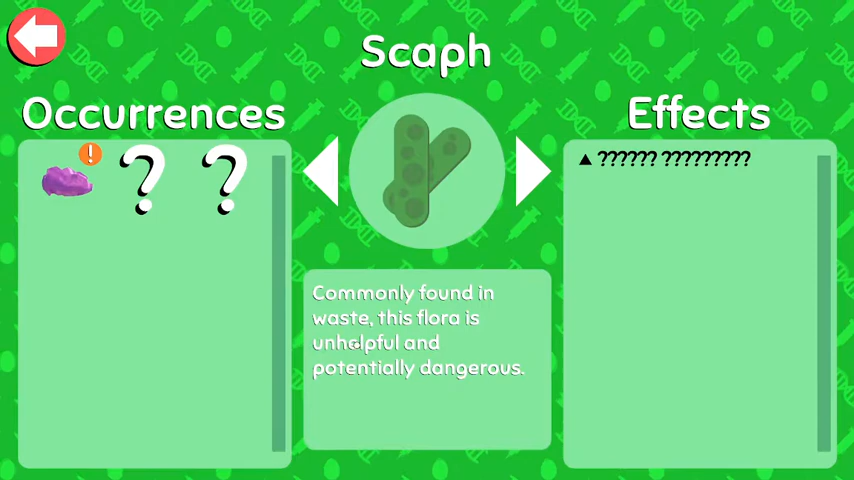 Scaph
Occurrences
Effects
!
? ?
▲ ?????? ?????????
Commonly found in
waste, this flora is
unhelpful and
potentially dangerous.